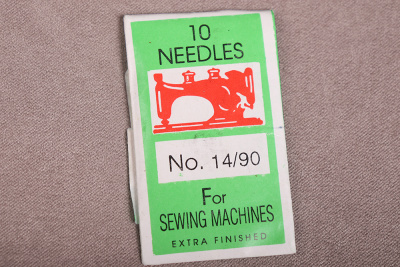 10
NEEDLES
No. 14/90
For
SEWING MACHINES
EXTRA FINISHED